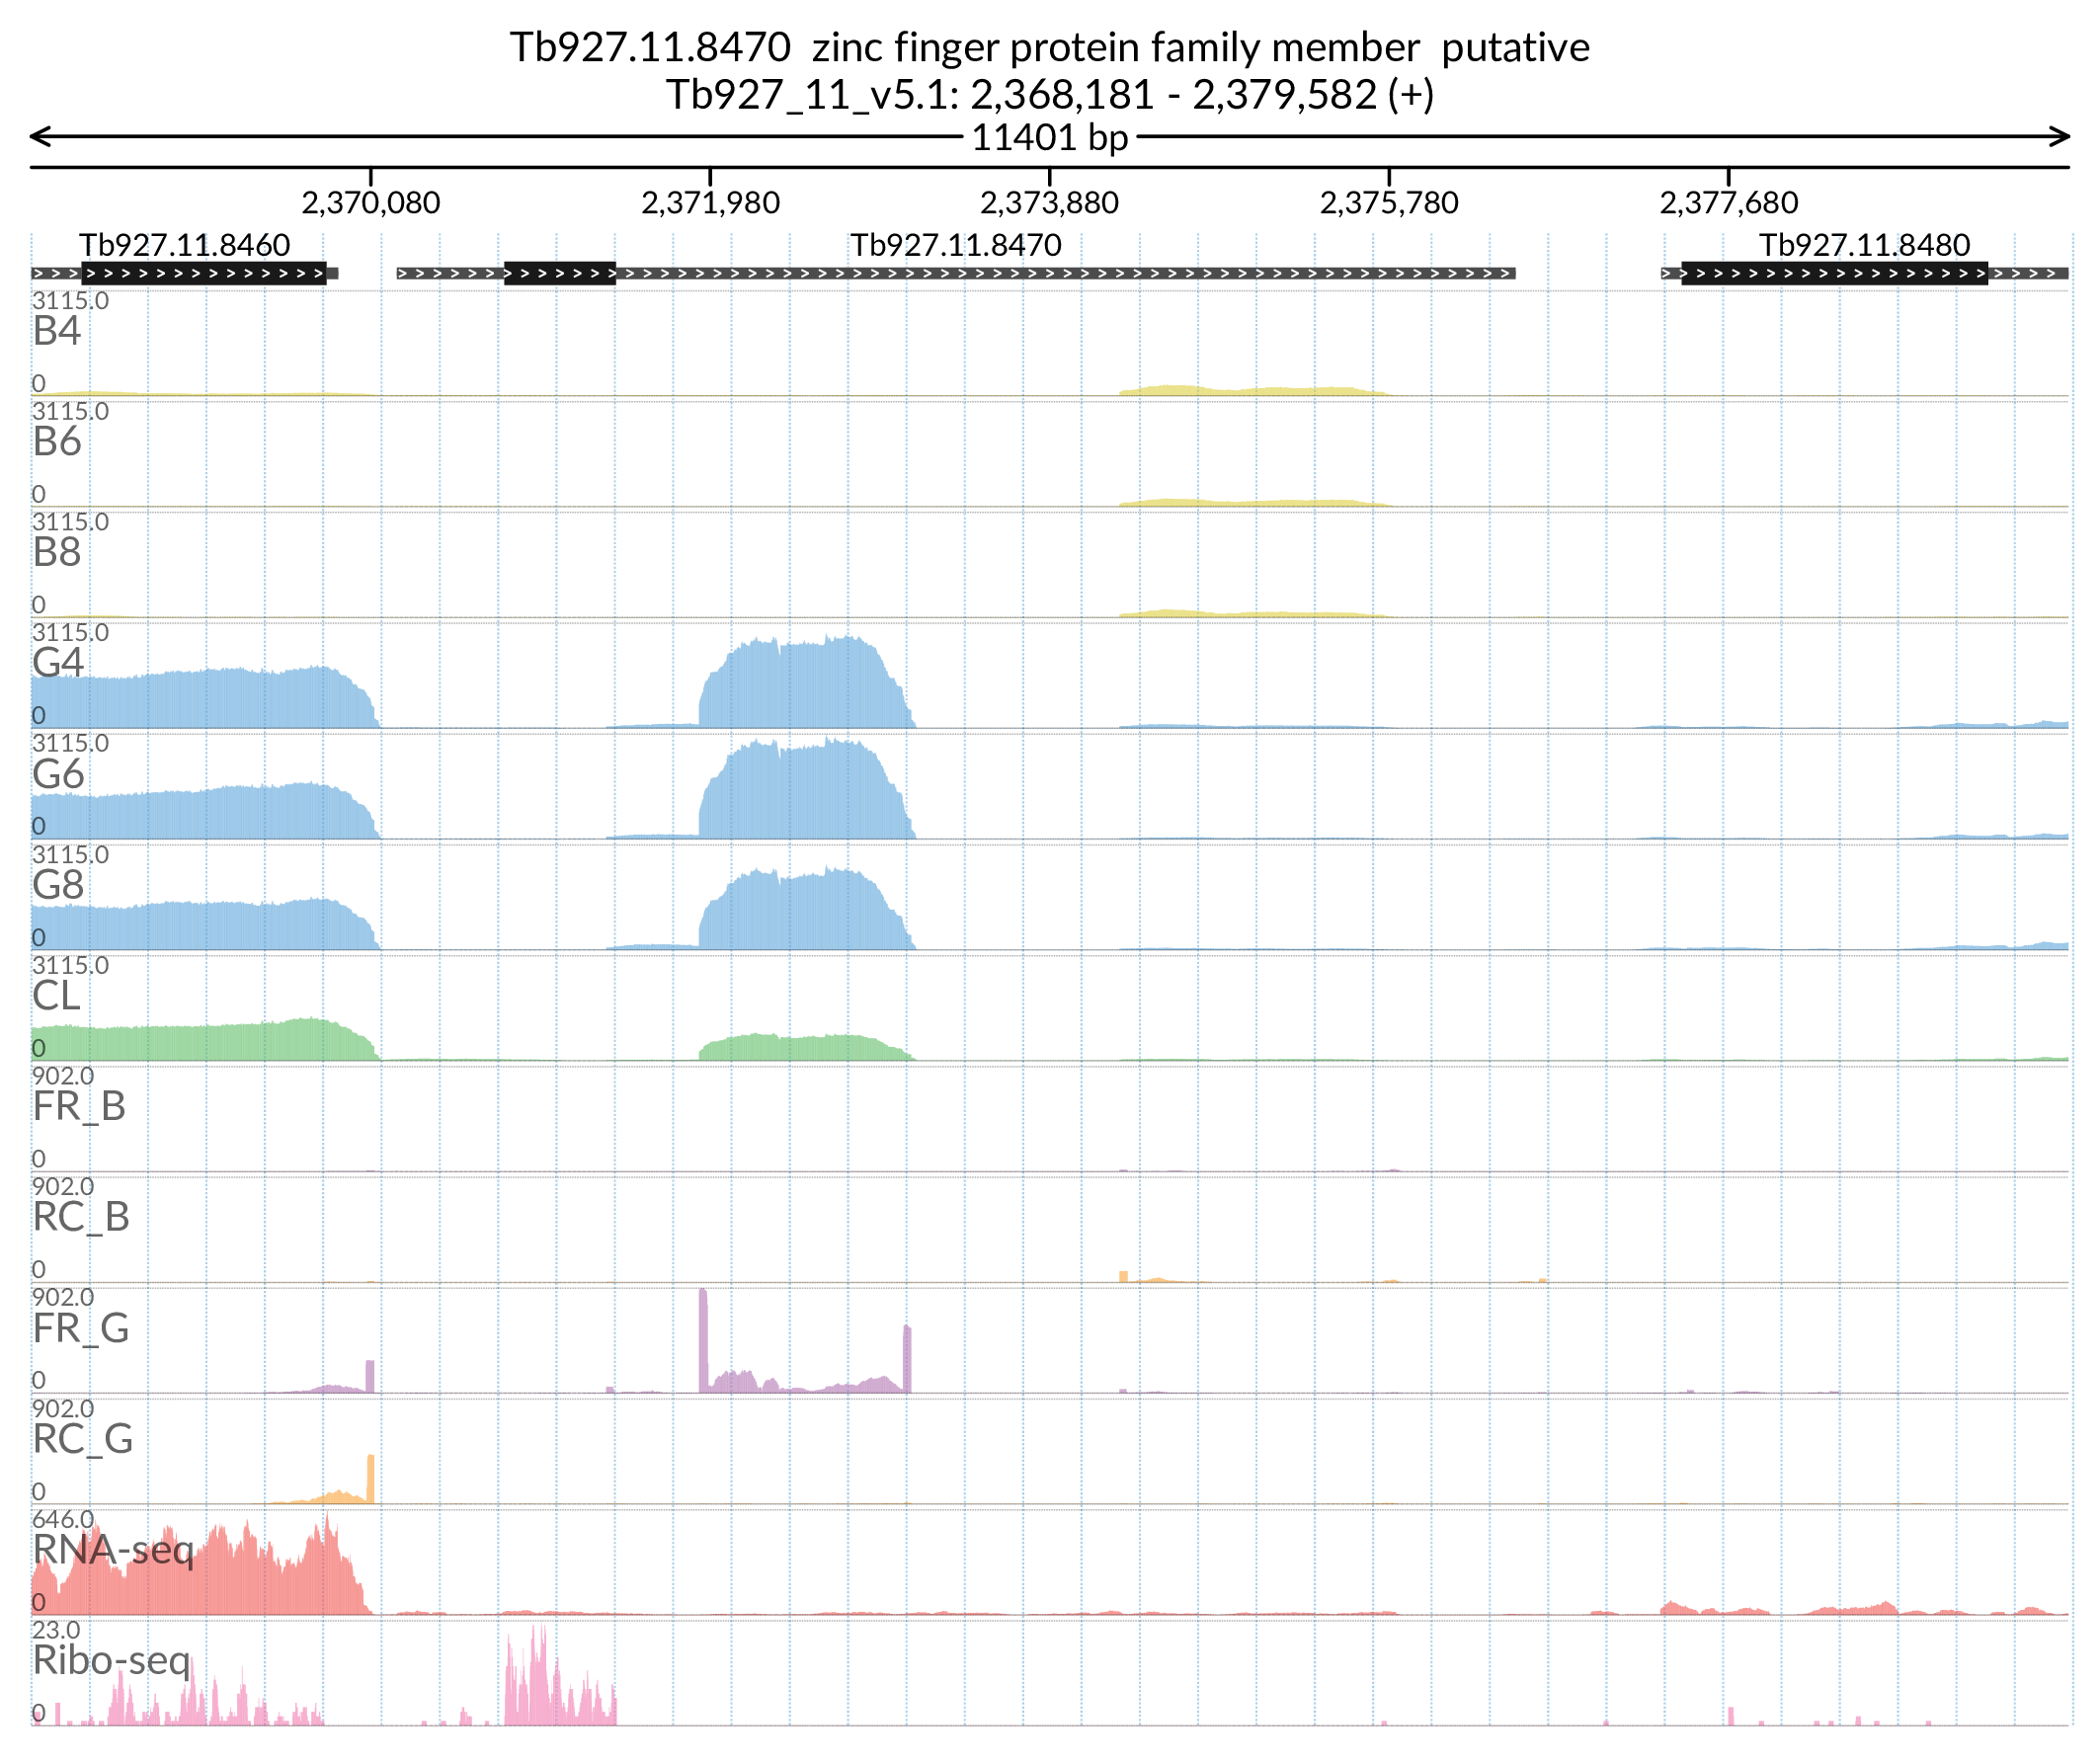 Tb927.11.8470  zinc finger protein family member  putative
Tb927_11_v5.1: 2,368,181 - 2,379,582 (+)
11401 bp
2,370,080 2,371,980 2,373,880 2,375,780 2,377,680
Tb927.11.8460 Tb927.11.8470 Tb927.11.8480
3115.0
B4
0
3115.0
B6
0
3115.0
B8
0
3115.0
G4
0
3115.0
G6
0
3115.0
G8
0
3115.0
CL
0
902.0
FR_B
0
902.0
RC_B
0
902.0
FR_G
0
902.0
RC_G
0
646.0
RNA-seq
0
23.0
Ribo-seq
0